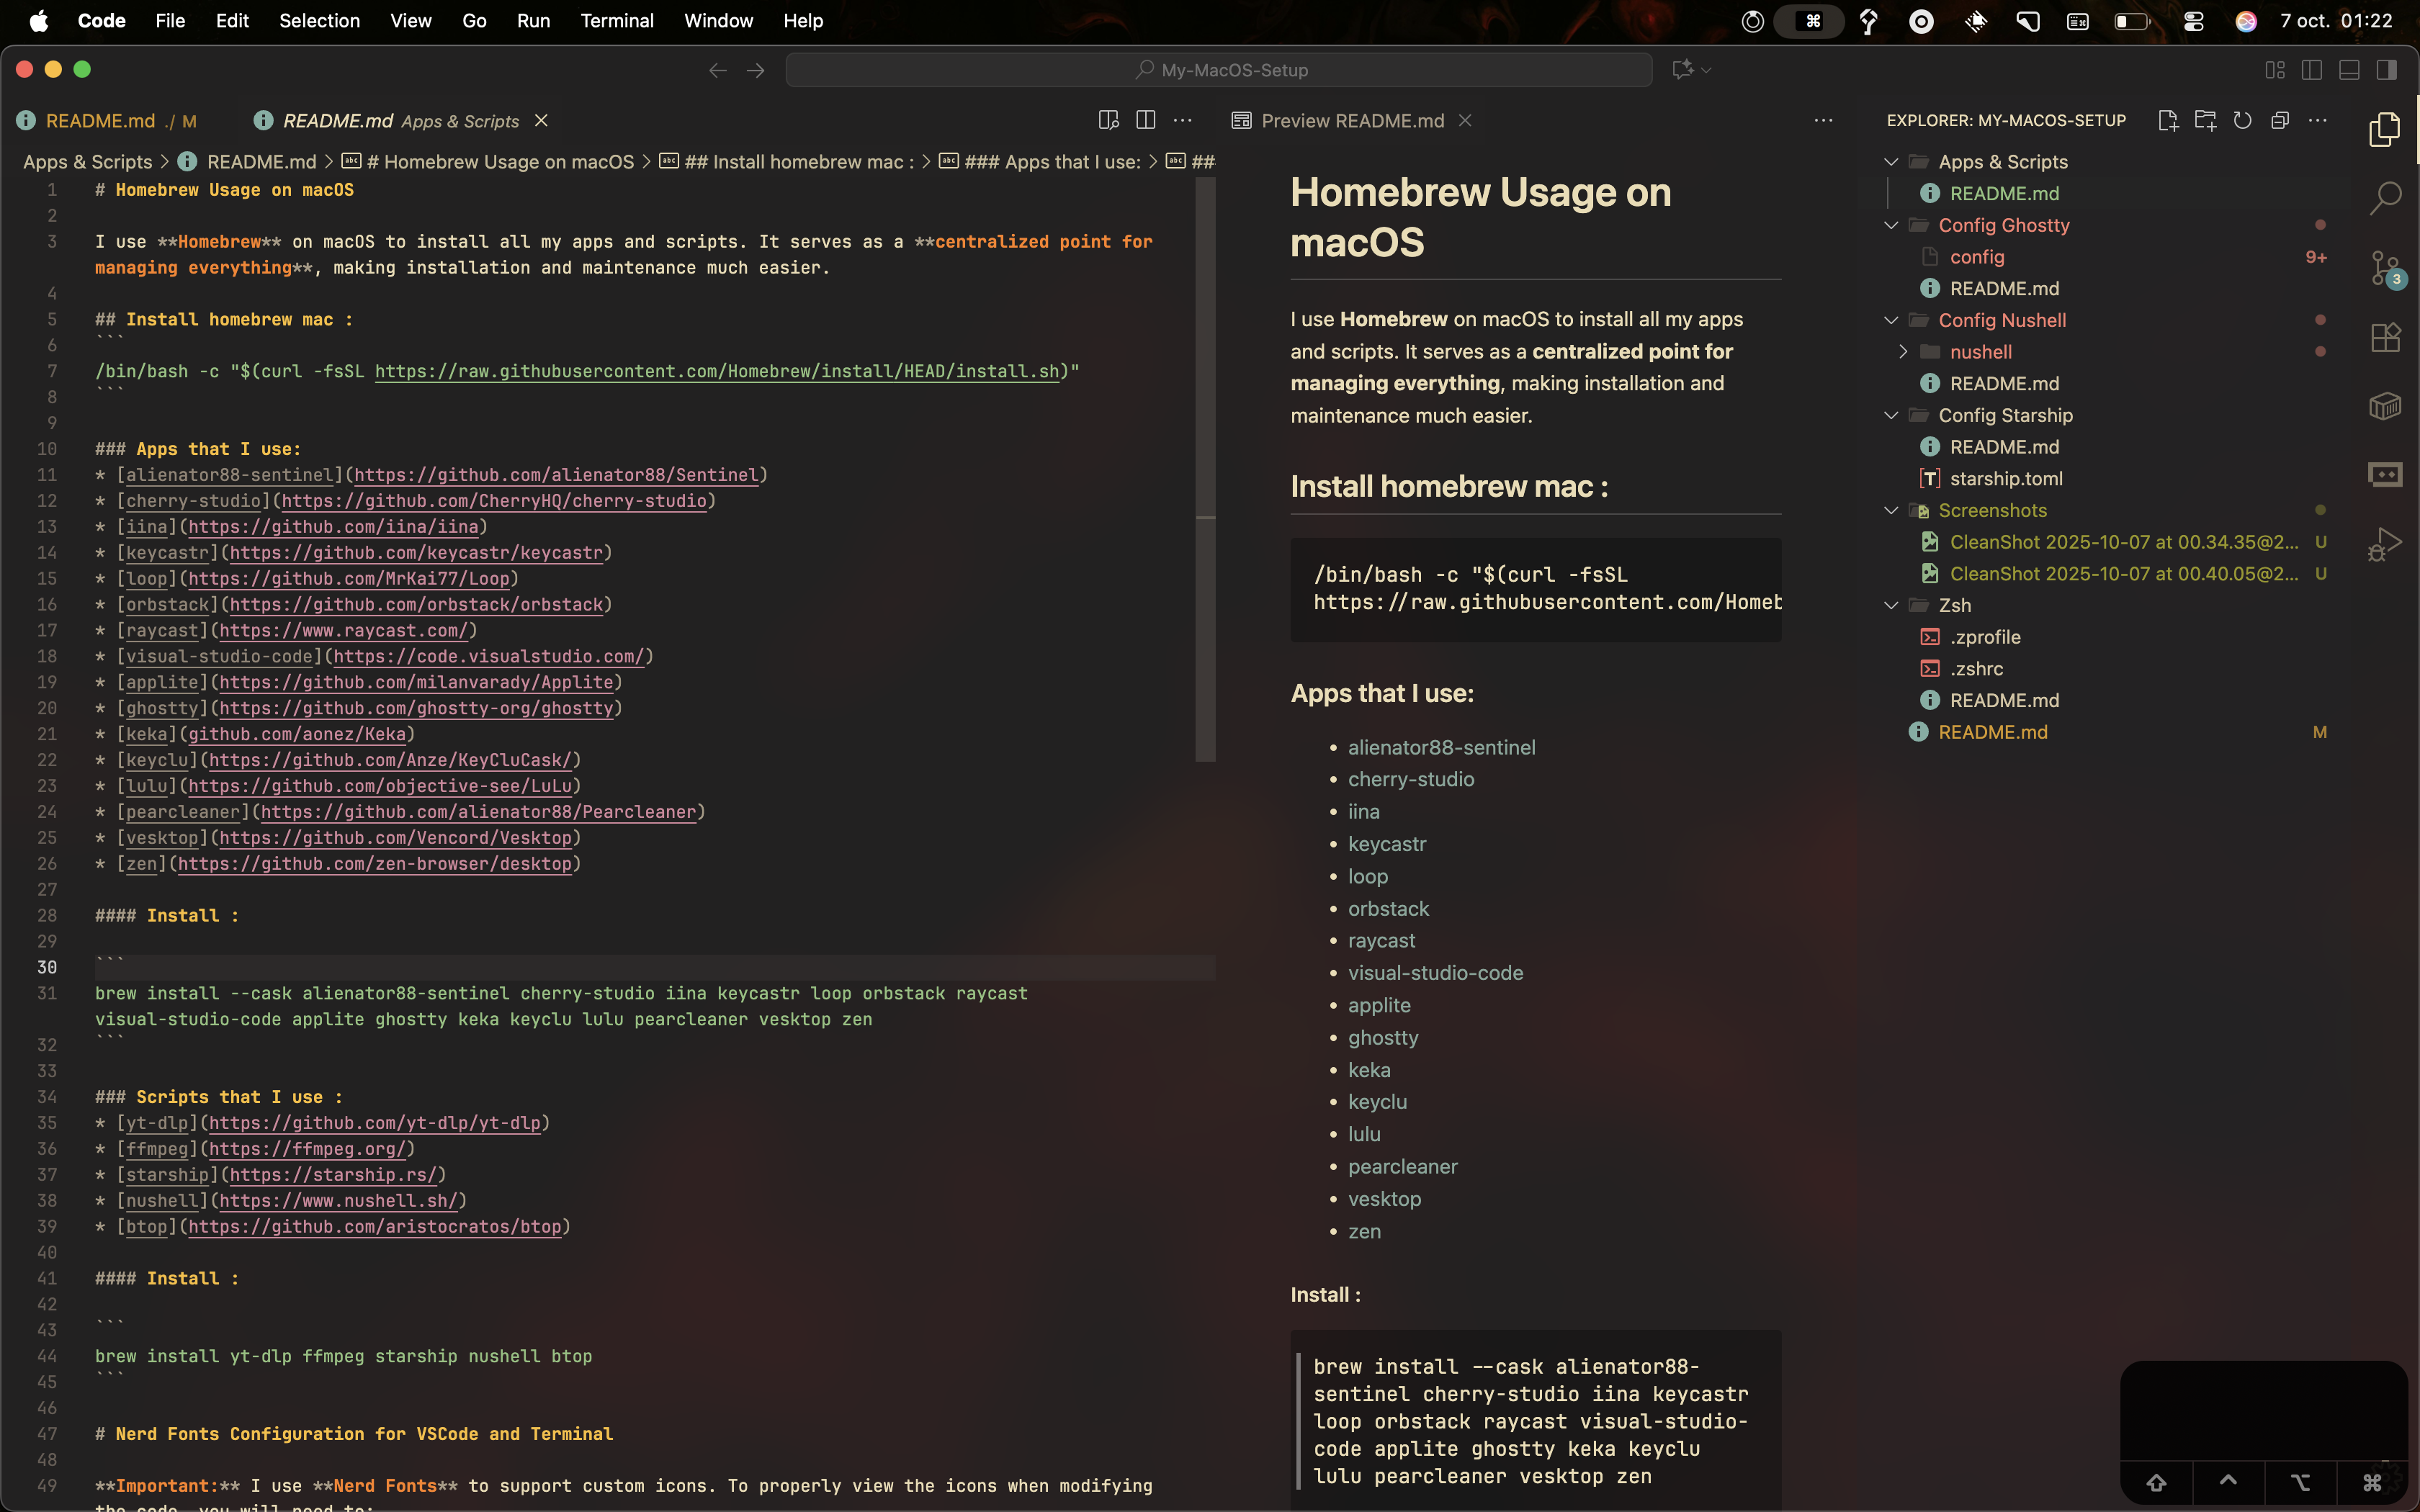 Code File Edit Selection View Go Run Terminal Window Help
7 oct. 01:22
My-MacOS-Setup
README.md ./ M
README.md Apps & Scripts
Apps & Scripts > README.md > # Homebrew Usage on macOS > ## Install homebrew mac : > ### Apps that I use: > ##
1 # Homebrew Usage on macOS
2
3 I use **Homebrew** on macOS to install all my apps and scripts. It serves as a **centralized point for
managing everything**, making installation and maintenance much easier.
4
5 ## Install homebrew mac :
6 ```
7 /bin/bash -c "$(curl -fsSL https://raw.githubusercontent.com/Homebrew/install/HEAD/install.sh)"
8 ```
9
10 ### Apps that I use:
11 * [alienator88-sentinel](https://github.com/alienator88/Sentinel)
12 * [cherry-studio](https://github.com/CherryHQ/cherry-studio)
13 * [iina](https://github.com/iina/iina)
14 * [keycastr](https://github.com/keycastr/keycastr)
15 * [loop](https://github.com/MrKai77/Loop)
16 * [orbstack](https://github.com/orbstack/orbstack)
17 * [raycast](https://www.raycast.com/)
18 * [visual-studio-code](https://code.visualstudio.com/)
19 * [applite](https://github.com/milanvarady/Applite)
20 * [ghostty](https://github.com/ghostty-org/ghostty)
21 * [keka](github.com/aonez/Keka)
22 * [keyclu](https://github.com/Anze/KeyCluCask/)
23 * [lulu](https://github.com/objective-see/LuLu)
24 * [pearcleaner](https://github.com/alienator88/Pearcleaner)
25 * [vesktop](https://github.com/Vencord/Vesktop)
26 * [zen](https://github.com/zen-browser/desktop)
27
28 #### Install :
29
30 ```
31 brew install --cask alienator88-sentinel cherry-studio iina keycastr loop orbstack raycast
visual-studio-code applite ghostty keka keyclu lulu pearcleaner vesktop zen
32 ```
33
34 ### Scripts that I use :
35 * [yt-dlp](https://github.com/yt-dlp/yt-dlp)
36 * [ffmpeg](https://ffmpeg.org/)
37 * [starship](https://starship.rs/)
38 * [nushell](https://www.nushell.sh/)
39 * [btop](https://github.com/aristocratos/btop)
40
41 #### Install :
42
43 ```
44 brew install yt-dlp ffmpeg starship nushell btop
45 ```
46
47 # Nerd Fonts Configuration for VSCode and Terminal
48
49 **Important:** I use **Nerd Fonts** to support custom icons. To properly view the icons when modifying
the code, you will need to:
Preview README.md
Homebrew Usage on
macOS
I use Homebrew on macOS to install all my apps
and scripts. It serves as a centralized point for
managing everything, making installation and
maintenance much easier.
Install homebrew mac :
/bin/bash -c "$(curl -fsSL
https://raw.githubusercontent.com/Homeb
Apps that I use:
• alienator88-sentinel
• cherry-studio
• iina
• keycastr
• loop
• orbstack
• raycast
• visual-studio-code
• applite
• ghostty
• keka
• keyclu
• lulu
• pearcleaner
• vesktop
• zen
Install :
brew install --cask alienator88-
sentinel cherry-studio iina keycastr
loop orbstack raycast visual-studio-
code applite ghostty keka keyclu
lulu pearcleaner vesktop zen
EXPLORER: MY-MACOS-SETUP
Apps & Scripts
README.md
Config Ghostty
config 9+
README.md
Config Nushell
nushell
README.md
Config Starship
README.md
starship.toml
Screenshots
CleanShot 2025-10-07 at 00.34.35@2... U
CleanShot 2025-10-07 at 00.40.05@2... U
Zsh
.zprofile
.zshrc
README.md
README.md M
3
⇧ ⌃ ⌥ ⌘